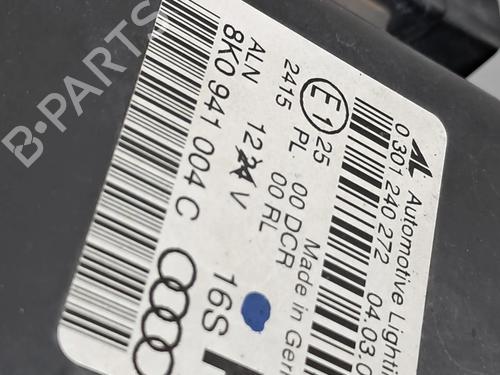 B-PARTS
Automotive Lighti
0 301 240 272 04.03.0
E1 25 00 DCR Made in Ger
2415 PL 00 RL
ALN 12 V 16S
8K0 941 004 C